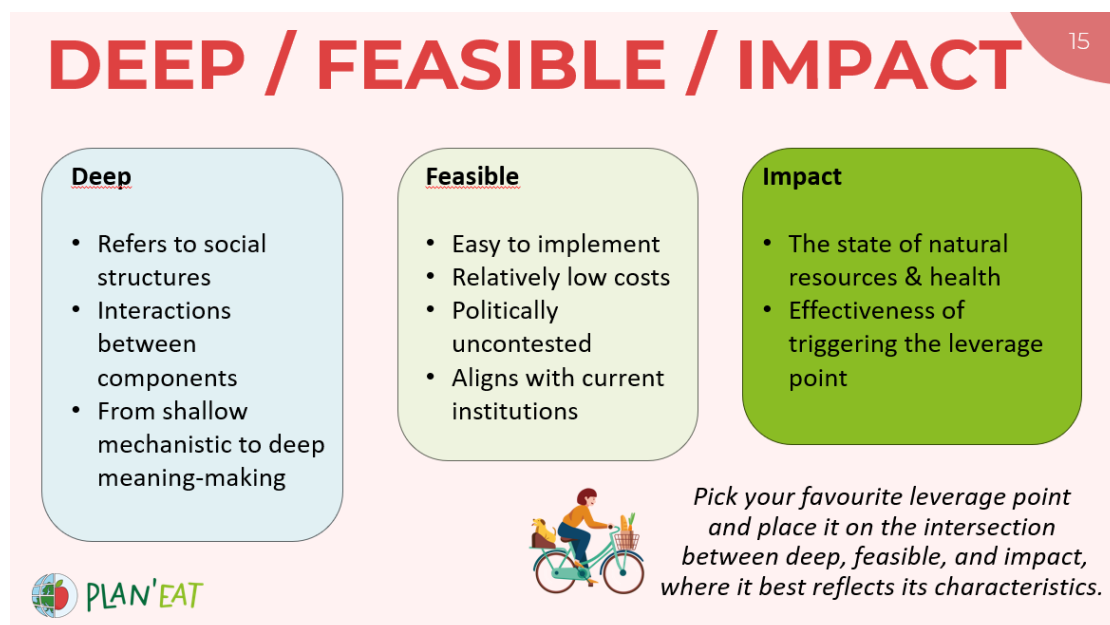 DEEP / FEASIBLE / IMPACT
15
Deep
• Refers to social
structures
• Interactions
between
components
• From shallow
mechanistic to deep
meaning-making
Feasible
• Easy to implement
• Relatively low costs
• Politically
uncontested
• Aligns with current
institutions
Impact
• The state of natural
resources & health
• Effectiveness of
triggering the leverage
point
Pick your favourite leverage point
and place it on the intersection
between deep, feasible, and impact,
where it best reflects its characteristics.
PLAN'EAT